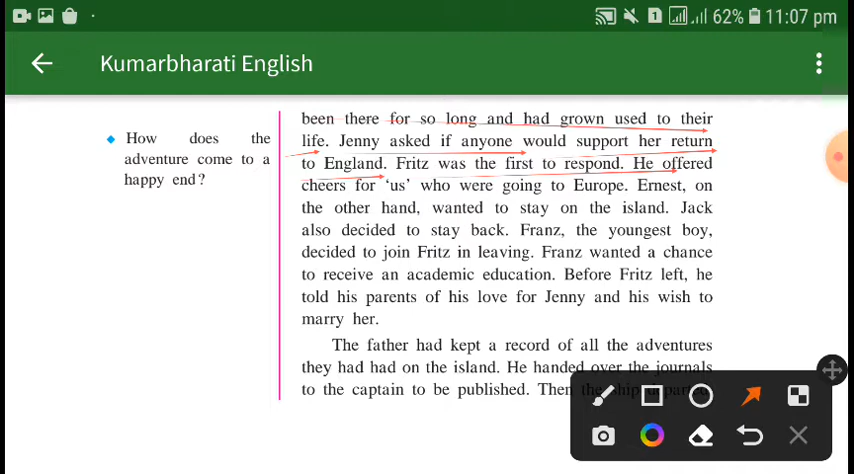 1 62% 11:07 pm
Kumarbharati English
been there for so long and had grown used to their
life. Jenny asked if anyone would support her return
to England. Fritz was the first to respond. He offered
cheers for ‘us’ who were going to Europe. Ernest, on
the other hand, wanted to stay on the island. Jack
also decided to stay back. Franz, the youngest boy,
decided to join Fritz in leaving. Franz wanted a chance
to receive an academic education. Before Fritz left, he
told his parents of his love for Jenny and his wish to
marry her.
The father had kept a record of all the adventures
they had had on the island. He handed over the journals
to the captain to be published. Then the ship departed,
How does the
adventure come to a
happy end?